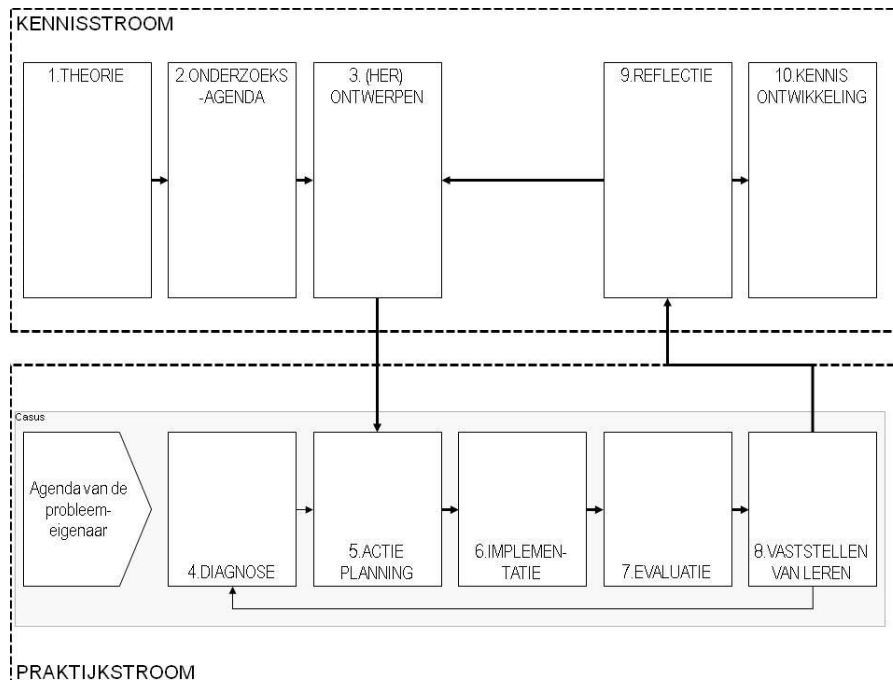 KENNISSTROOM
1.THEORIE
2.ONDERZOEKS
-AGENDA
3. (HER)
ONTWERPEN
9.REFLECTIE
10.KENNIS
ONTWIKKELING
Casus
Agenda van de
probleem-
eigenaar
4.DIAGNOSE
5.ACTIE
PLANNING
6.IMPLEMEN-
TATIE
7.EVALUATIE
8.VASTSTELLEN
VAN LEREN
PRAKTIJKSTROOM